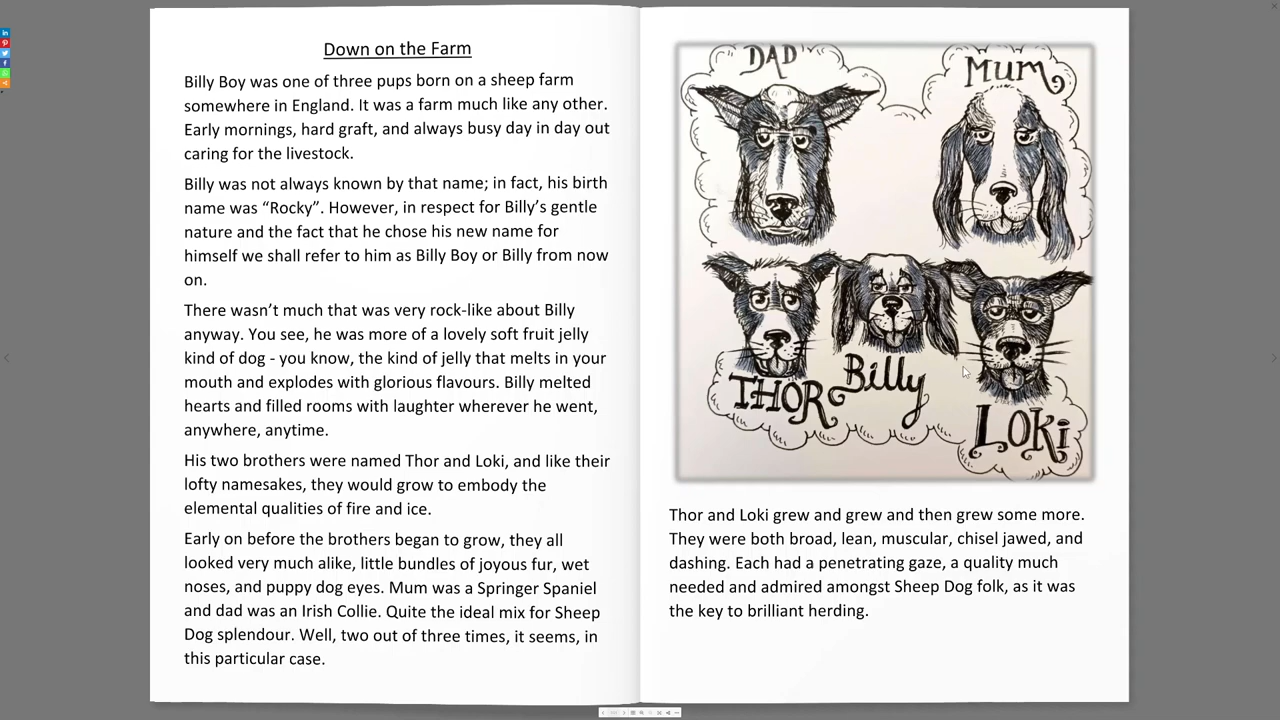 Down on the Farm
Billy Boy was one of three pups born on a sheep farm
somewhere in England. It was a farm much like any other.
Early mornings, hard graft, and always busy day in day out
caring for the livestock.
Billy was not always known by that name; in fact, his birth
name was “Rocky”. However, in respect for Billy’s gentle
nature and the fact that he chose his new name for
himself we shall refer to him as Billy Boy or Billy from now
on.
There wasn’t much that was very rock-like about Billy
anyway. You see, he was more of a lovely soft fruit jelly
kind of dog - you know, the kind of jelly that melts in your
mouth and explodes with glorious flavours. Billy melted
hearts and filled rooms with laughter wherever he went,
anywhere, anytime.
His two brothers were named Thor and Loki, and like their
lofty namesakes, they would grow to embody the
elemental qualities of fire and ice.
Early on before the brothers began to grow, they all
looked very much alike, little bundles of joyous fur, wet
noses, and puppy dog eyes. Mum was a Springer Spaniel
and dad was an Irish Collie. Quite the ideal mix for Sheep
Dog splendour. Well, two out of three times, it seems, in
this particular case.
DAD
Mum
THOR
Billy
LOKi
Thor and Loki grew and grew and then grew some more.
They were both broad, lean, muscular, chisel jawed, and
dashing. Each had a penetrating gaze, a quality much
needed and admired amongst Sheep Dog folk, as it was
the key to brilliant herding.